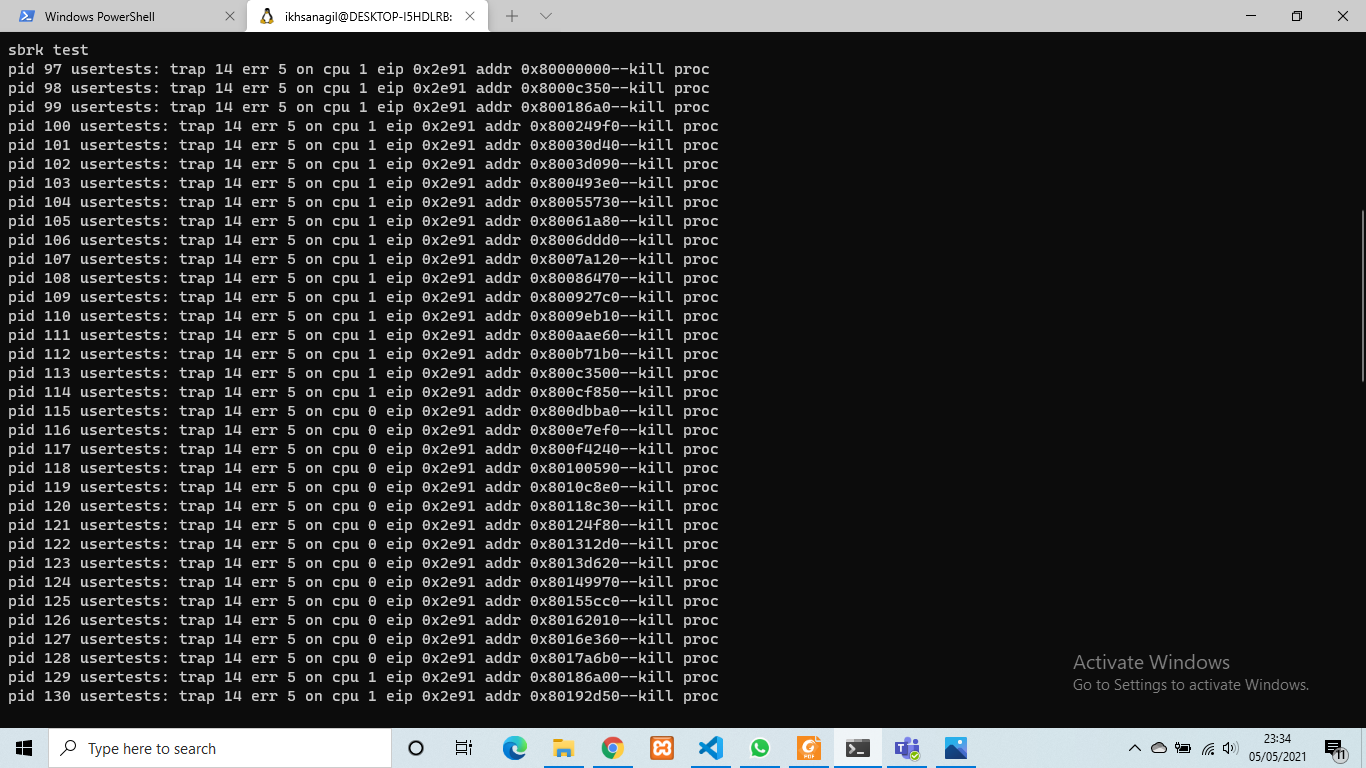 Windows PowerShell
ikhsanagil@DESKTOP-I5HDLRB:
sbrk test
pid 97 usertests: trap 14 err 5 on cpu 1 eip 0x2e91 addr 0x80000000--kill proc
pid 98 usertests: trap 14 err 5 on cpu 1 eip 0x2e91 addr 0x8000c350--kill proc
pid 99 usertests: trap 14 err 5 on cpu 1 eip 0x2e91 addr 0x800186a0--kill proc
pid 100 usertests: trap 14 err 5 on cpu 1 eip 0x2e91 addr 0x800249f0--kill proc
pid 101 usertests: trap 14 err 5 on cpu 1 eip 0x2e91 addr 0x80030d40--kill proc
pid 102 usertests: trap 14 err 5 on cpu 1 eip 0x2e91 addr 0x8003d090--kill proc
pid 103 usertests: trap 14 err 5 on cpu 1 eip 0x2e91 addr 0x800493e0--kill proc
pid 104 usertests: trap 14 err 5 on cpu 1 eip 0x2e91 addr 0x80055730--kill proc
pid 105 usertests: trap 14 err 5 on cpu 1 eip 0x2e91 addr 0x80061a80--kill proc
pid 106 usertests: trap 14 err 5 on cpu 1 eip 0x2e91 addr 0x8006ddd0--kill proc
pid 107 usertests: trap 14 err 5 on cpu 1 eip 0x2e91 addr 0x8007a120--kill proc
pid 108 usertests: trap 14 err 5 on cpu 1 eip 0x2e91 addr 0x80086470--kill proc
pid 109 usertests: trap 14 err 5 on cpu 1 eip 0x2e91 addr 0x800927c0--kill proc
pid 110 usertests: trap 14 err 5 on cpu 1 eip 0x2e91 addr 0x8009eb10--kill proc
pid 111 usertests: trap 14 err 5 on cpu 1 eip 0x2e91 addr 0x800aae60--kill proc
pid 112 usertests: trap 14 err 5 on cpu 1 eip 0x2e91 addr 0x800b71b0--kill proc
pid 113 usertests: trap 14 err 5 on cpu 1 eip 0x2e91 addr 0x800c3500--kill proc
pid 114 usertests: trap 14 err 5 on cpu 1 eip 0x2e91 addr 0x800cf850--kill proc
pid 115 usertests: trap 14 err 5 on cpu 0 eip 0x2e91 addr 0x800dbba0--kill proc
pid 116 usertests: trap 14 err 5 on cpu 0 eip 0x2e91 addr 0x800e7ef0--kill proc
pid 117 usertests: trap 14 err 5 on cpu 0 eip 0x2e91 addr 0x800f4240--kill proc
pid 118 usertests: trap 14 err 5 on cpu 0 eip 0x2e91 addr 0x80100590--kill proc
pid 119 usertests: trap 14 err 5 on cpu 0 eip 0x2e91 addr 0x8010c8e0--kill proc
pid 120 usertests: trap 14 err 5 on cpu 0 eip 0x2e91 addr 0x80118c30--kill proc
pid 121 usertests: trap 14 err 5 on cpu 0 eip 0x2e91 addr 0x80124f80--kill proc
pid 122 usertests: trap 14 err 5 on cpu 0 eip 0x2e91 addr 0x801312d0--kill proc
pid 123 usertests: trap 14 err 5 on cpu 0 eip 0x2e91 addr 0x8013d620--kill proc
pid 124 usertests: trap 14 err 5 on cpu 0 eip 0x2e91 addr 0x80149970--kill proc
pid 125 usertests: trap 14 err 5 on cpu 0 eip 0x2e91 addr 0x80155cc0--kill proc
pid 126 usertests: trap 14 err 5 on cpu 0 eip 0x2e91 addr 0x80162010--kill proc
pid 127 usertests: trap 14 err 5 on cpu 0 eip 0x2e91 addr 0x8016e360--kill proc
pid 128 usertests: trap 14 err 5 on cpu 0 eip 0x2e91 addr 0x8017a6b0--kill proc
pid 129 usertests: trap 14 err 5 on cpu 1 eip 0x2e91 addr 0x80186a00--kill proc
pid 130 usertests: trap 14 err 5 on cpu 1 eip 0x2e91 addr 0x80192d50--kill proc
Activate Windows
Go to Settings to activate Windows.
Type here to search
23:34
05/05/2021
11